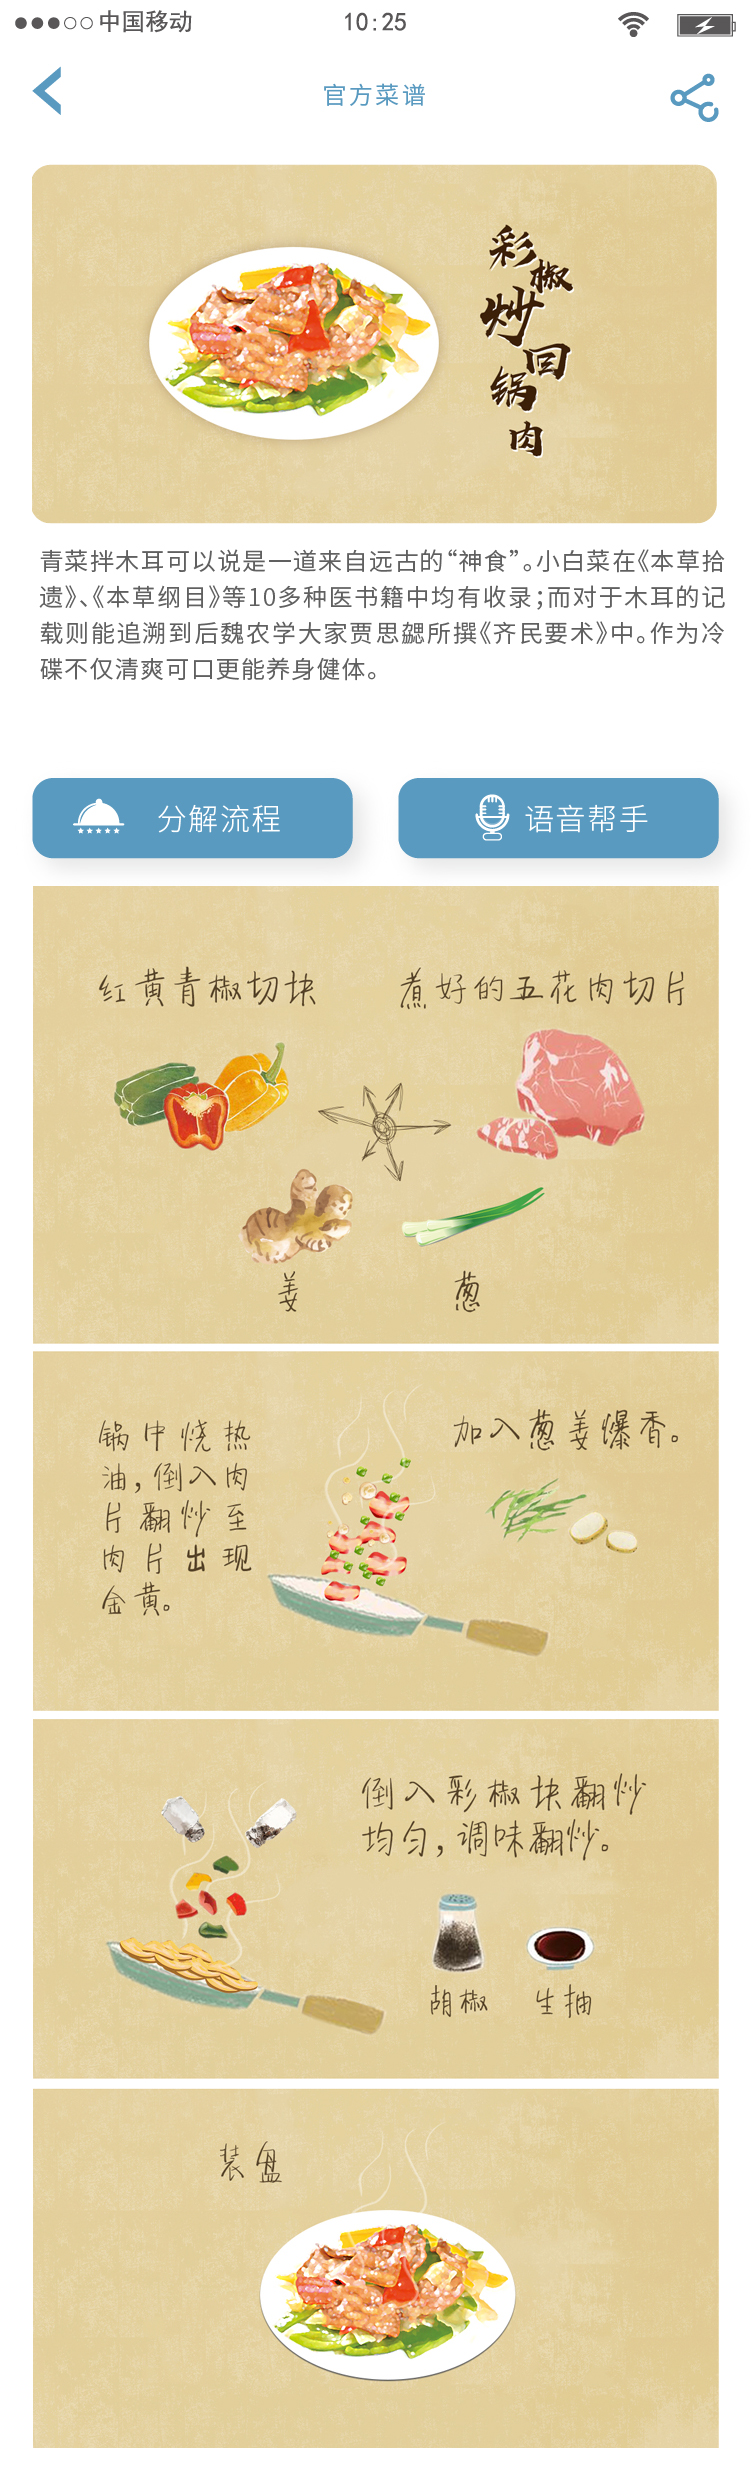 中国移动
10:25
官方菜谱
彩椒炒回锅肉
青菜拌木耳可以说是一道来自远古的“神食”。小白菜在《本草拾
遗》、《本草纲目》等10多种医书籍中均有收录；而对于木耳的记
载则能追溯到后魏农学大家贾思勰所撰《齐民要术》中。作为冷
碟不仅清爽可口更能养身健体。
分解流程
语音帮手
红黄青椒切块
煮好的五花肉切片
姜
葱
锅中烧热
油，倒入肉
片翻炒至
肉片出现
金黄。
加入葱姜爆香。
倒入彩椒块翻炒
均匀，调味翻炒。
胡椒
生抽
装盘